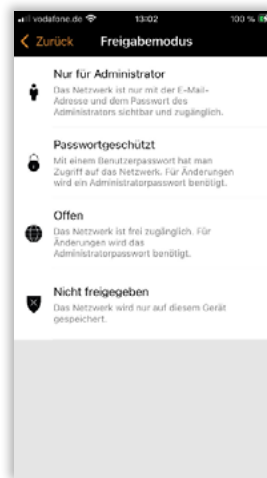 vodafone.de 13:02 100 %
Zurück Freigabemodus
Nur für Administrator
Das Netzwerk ist nur mit der E-Mail-
Adresse und dem Passwort des
Administrators sichtbar und zugänglich.
Passwortgeschützt
Mit einem Benutzerpasswort hat man
Zugriff auf das Netzwerk. Für Änderungen
wird ein Administratorpasswort benötigt.
Offen
Das Netzwerk ist frei zugänglich. Für
Änderungen wird das
Administratorpasswort benötigt.
Nicht freigegeben
Das Netzwerk wird nur auf diesem Gerät
gespeichert.